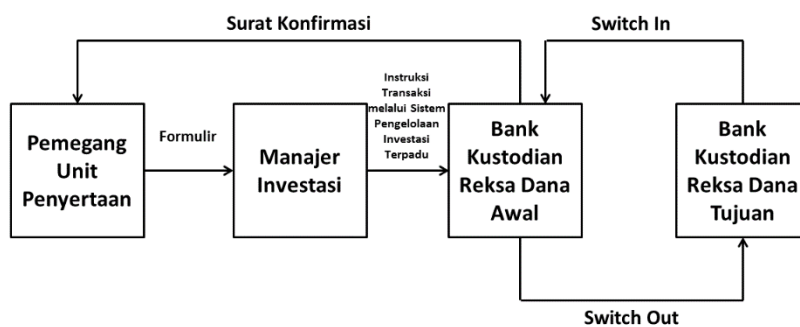 Surat Konfirmasi
Switch In
Instruksi
Transaksi
melalui Sistem
Pengelolaan
Investasi
Terpadu
Formulir
Pemegang
Unit
Penyertaan
Manajer
Investasi
Bank
Kustodian
Reksa Dana
Awal
Bank
Kustodian
Reksa Dana
Tujuan
Switch Out